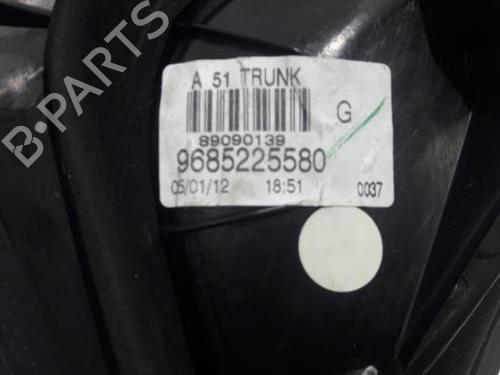 A 51 TRUNK
G
89090139
9685225580
05/01/12 18:51 0037
B-PARTS